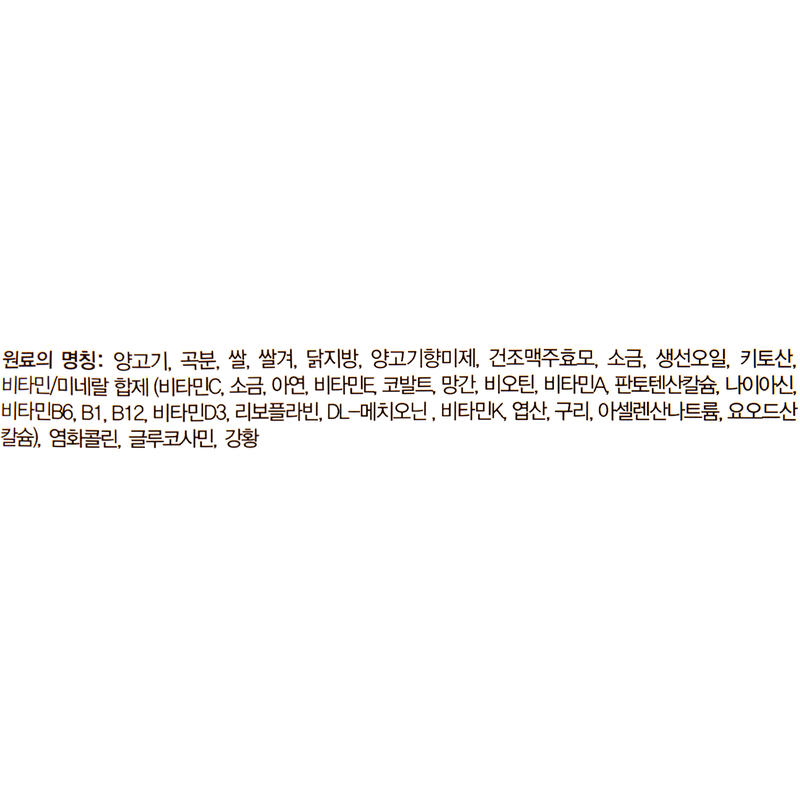 원료의 명칭: 양고기, 곡분, 쌀, 쌀겨, 닭지방, 양고기향미제, 건조맥주효모, 소금, 생선오일, 키토산,
비타민/미네랄 합제 (비타민C, 소금, 아연, 비타민E, 코발트, 망간, 비오틴, 비타민A, 판토텐산칼슘, 나이아신,
비타민B6, B1, B12, 비타민D3, 리보플라빈, DL-메치오닌 , 비타민K, 엽산, 구리, 아셀렌산나트륨, 요오드산
칼슘), 염화콜린, 글루코사민, 강황